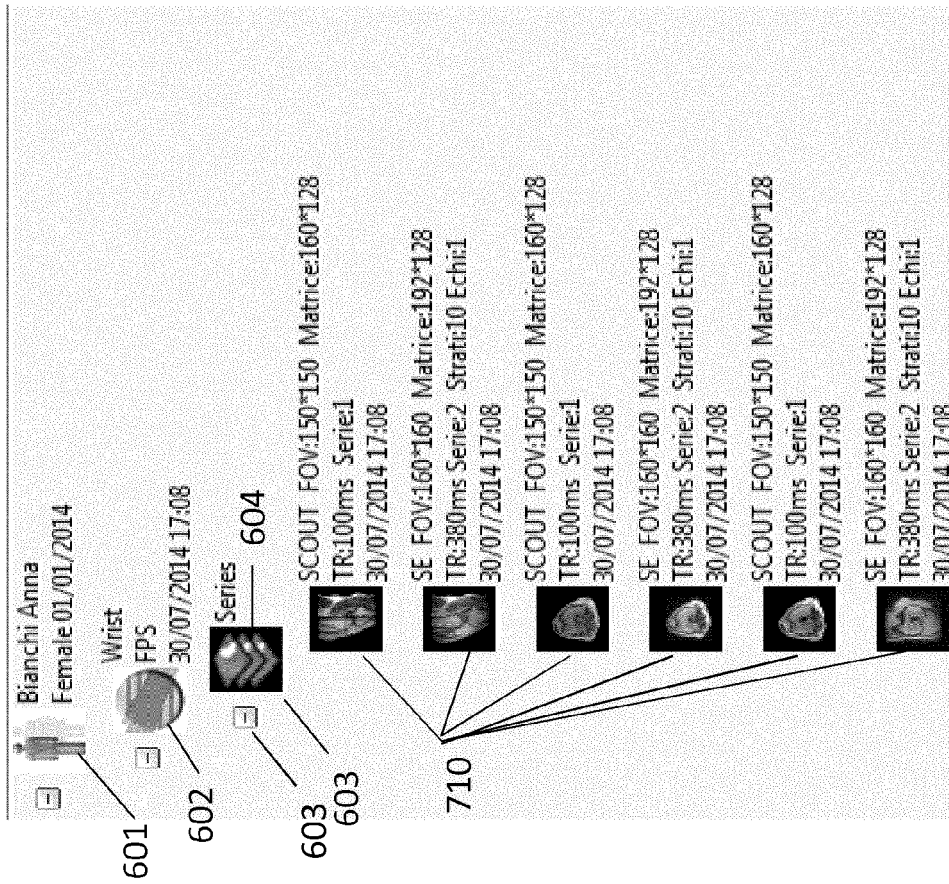 Bianchi Anna
Female 01/01/2014
601
Wrist
FPS
30/07/2014 17:08
602
Series
604
603
603
SCOUT FOV:150*150 Matrice:160*128
TR:100ms Serie:1
30/07/2014 17:08
SE FOV:160*160 Matrice:192*128
TR:380ms Serie:2 Strati:10 Echi:1
30/07/2014 17:08
710
SCOUT FOV:150*150 Matrice:160*128
TR:100ms Serie:1
30/07/2014 17:08
SE FOV:160*160 Matrice:192*128
TR:380ms Serie:2 Strati:10 Echi:1
30/07/2014 17:08
SCOUT FOV:150*150 Matrice:160*128
TR:100ms Serie:1
30/07/2014 17:08
SE FOV:160*160 Matrice:192*128
TR:380ms Serie:2 Strati:10 Echi:1
30/07/2014 17:08